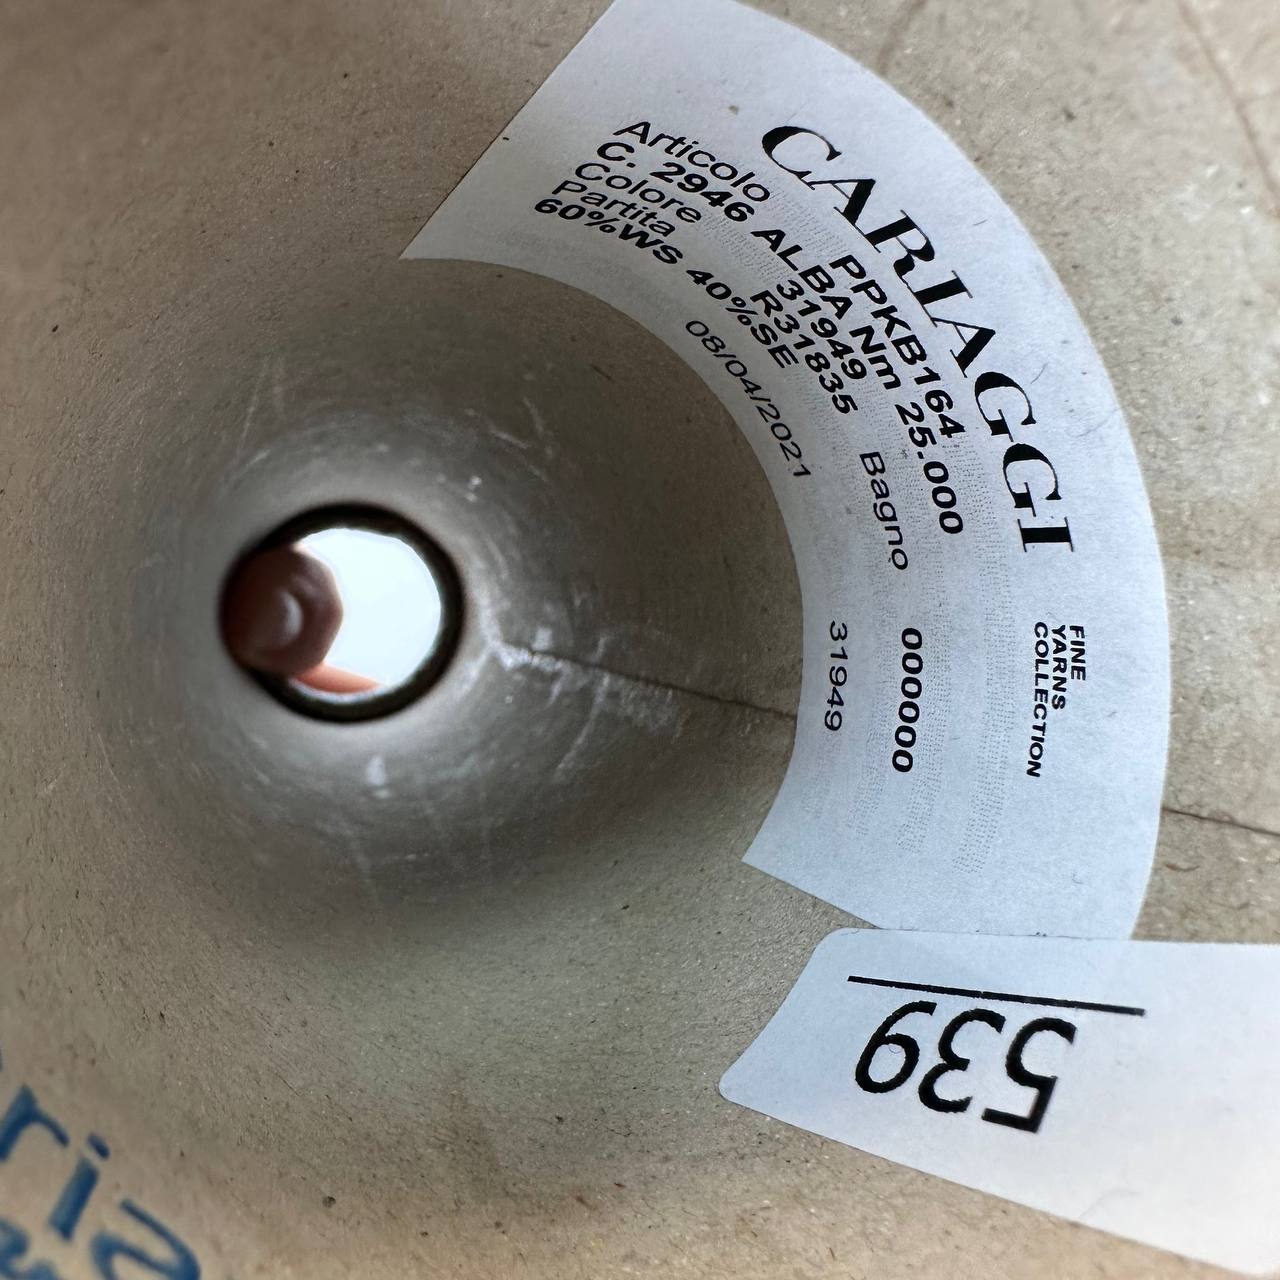 CARIAGGI
FINE
YARNS
COLLECTION
Articolo PPKB164
C. 2946 ALBA Nm 25.000
Colore 31949 Bagno 000000
Partita R31835
60%WS 40%SE
08/04/2021 31949
539